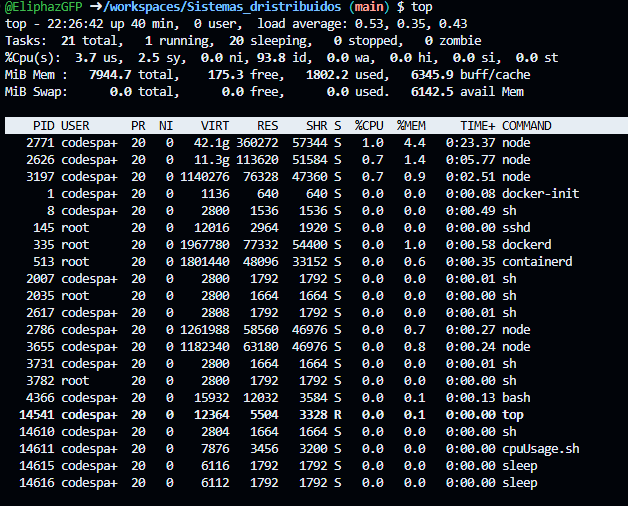 @EliphazGFP ➜/workspaces/Sistemas_dristribuidos (main) $ top
top - 22:26:42 up 40 min,  0 user,  load average: 0.53, 0.35, 0.43
Tasks:  21 total,   1 running,  20 sleeping,   0 stopped,   0 zombie
%Cpu(s):  3.7 us,  2.5 sy,  0.0 ni, 93.8 id,  0.0 wa,  0.0 hi,  0.0 si,  0.0 st
MiB Mem :   7944.7 total,    175.3 free,   1802.2 used,   6345.9 buff/cache
MiB Swap:      0.0 total,      0.0 free,      0.0 used.   6142.5 avail Mem
PID USER      PR  NI    VIRT    RES    SHR S  %CPU  %MEM     TIME+ COMMAND
2771 codespa+  20   0   42.1g 360272  57344 S   1.0   4.4   0:23.37 node
2626 codespa+  20   0   11.3g 113620  51584 S   0.7   1.4   0:05.77 node
3197 codespa+  20   0 1140276  76328  47360 S   0.7   0.9   0:02.51 node
1 codespa+  20   0    1136    640    640 S   0.0   0.0   0:00.08 docker-init
8 codespa+  20   0    2800   1536   1536 S   0.0   0.0   0:00.49 sh
145 root      20   0   12016   2964   1920 S   0.0   0.0   0:00.00 sshd
335 root      20   0 1967780  77332  54400 S   0.0   1.0   0:00.58 dockerd
513 root      20   0 1801440  48096  33152 S   0.0   0.6   0:00.35 containerd
2007 codespa+  20   0    2800   1792   1792 S   0.0   0.0   0:00.01 sh
2035 root      20   0    2800   1664   1664 S   0.0   0.0   0:00.00 sh
2617 codespa+  20   0    2808   1792   1792 S   0.0   0.0   0:00.01 sh
2786 codespa+  20   0 1261988  58560  46976 S   0.0   0.7   0:00.27 node
3655 codespa+  20   0 1182340  63180  46976 S   0.0   0.8   0:00.24 node
3731 codespa+  20   0    2800   1664   1664 S   0.0   0.0   0:00.01 sh
3782 root      20   0    2800   1792   1792 S   0.0   0.0   0:00.00 sh
4366 codespa+  20   0   15932  12032   3584 S   0.0   0.1   0:00.13 bash
14541 codespa+  20   0   12364   5504   3328 R   0.0   0.1   0:00.00 top
14610 codespa+  20   0    2804   1664   1664 S   0.0   0.0   0:00.00 sh
14611 codespa+  20   0    7876   3456   3200 S   0.0   0.0   0:00.00 cpuUsage.sh
14615 codespa+  20   0    6116   1792   1792 S   0.0   0.0   0:00.00 sleep
14616 codespa+  20   0    6112   1792   1792 S   0.0   0.0   0:00.00 sleep